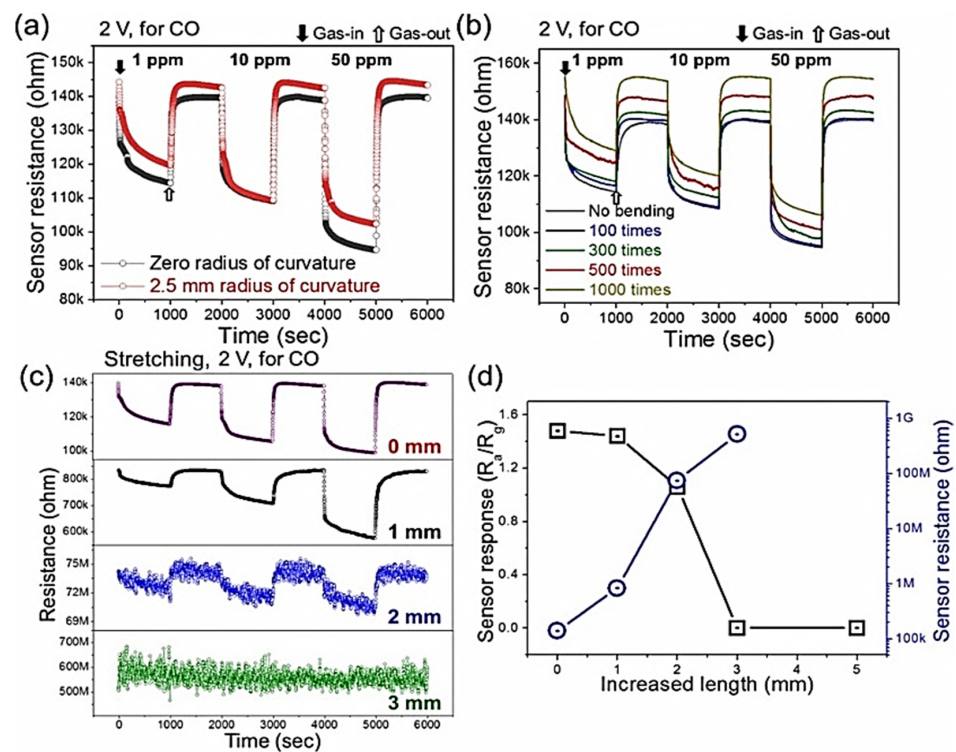 (a)
2 V, for CO
Gas-in Gas-out
1 ppm 10 ppm 50 ppm
150k
140k
130k
120k
110k
100k
90k
80k
Sensor resistance (ohm)
Zero radius of curvature
2.5 mm radius of curvature
0 1000 2000 3000 4000 5000 6000
Time (sec)
(b)
2 V, for CO
Gas-in Gas-out
1 ppm 10 ppm 50 ppm
160k
140k
120k
100k
80k
Sensor resistance (ohm)
No bending
100 times
300 times
500 times
1000 times
0 1000 2000 3000 4000 5000 6000
Time (sec)
(c)
Stretching, 2 V, for CO
140k
120k
100k
0 mm
800k
700k
600k
1 mm
75M
72M
69M
2 mm
700M
600M
500M
3 mm
Resistance (ohm)
0 1000 2000 3000 4000 5000 6000
Time (sec)
(d)
1.6
1.2
0.8
0.4
0.0
Sensor response (Ra/Rg)
1G
100M
10M
1M
100k
Sensor resistance (ohm)
0 1 2 3 4 5
Increased length (mm)